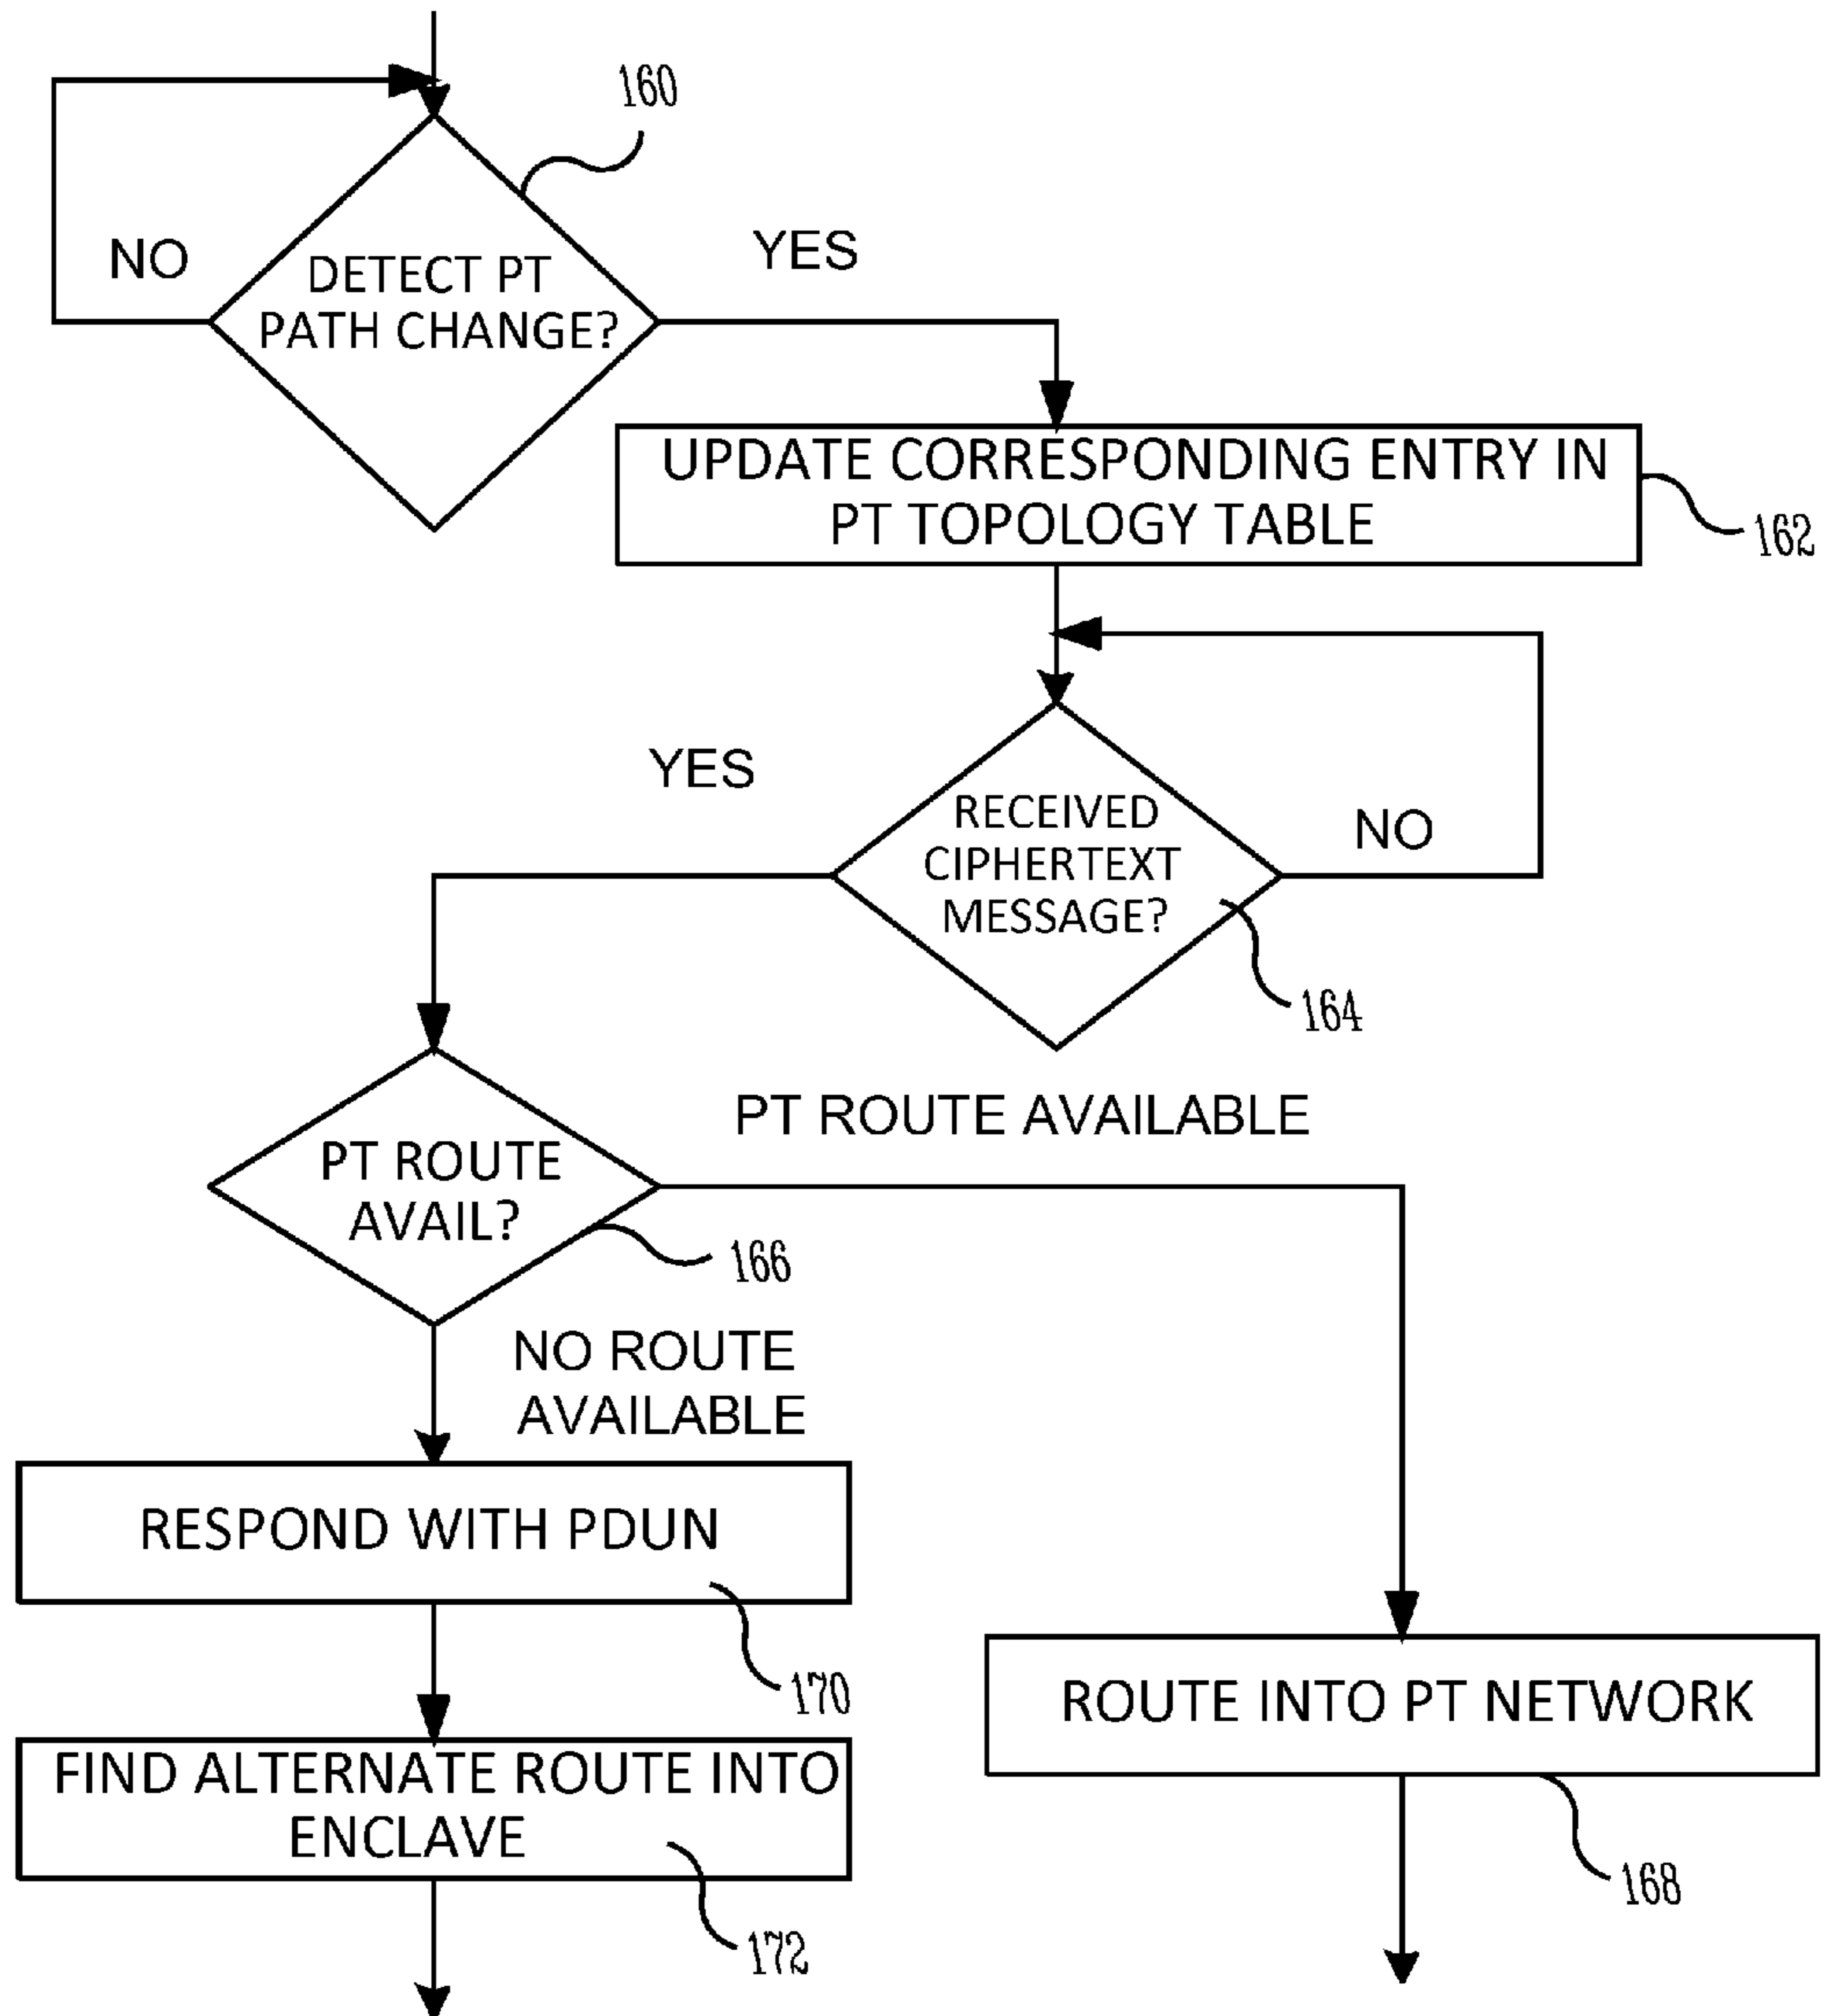 160
NO
YES
DETECT PT
PATH CHANGE?
UPDATE CORRESPONDING ENTRY IN
PT TOPOLOGY TABLE
162
YES
RECEIVED
CIPHERTEXT
MESSAGE?
NO
164
PT ROUTE AVAILABLE
PT ROUTE
AVAIL?
166
NO ROUTE
AVAILABLE
RESPOND WITH PDUN
170
ROUTE INTO PT NETWORK
168
FIND ALTERNATE ROUTE INTO
ENCLAVE
172